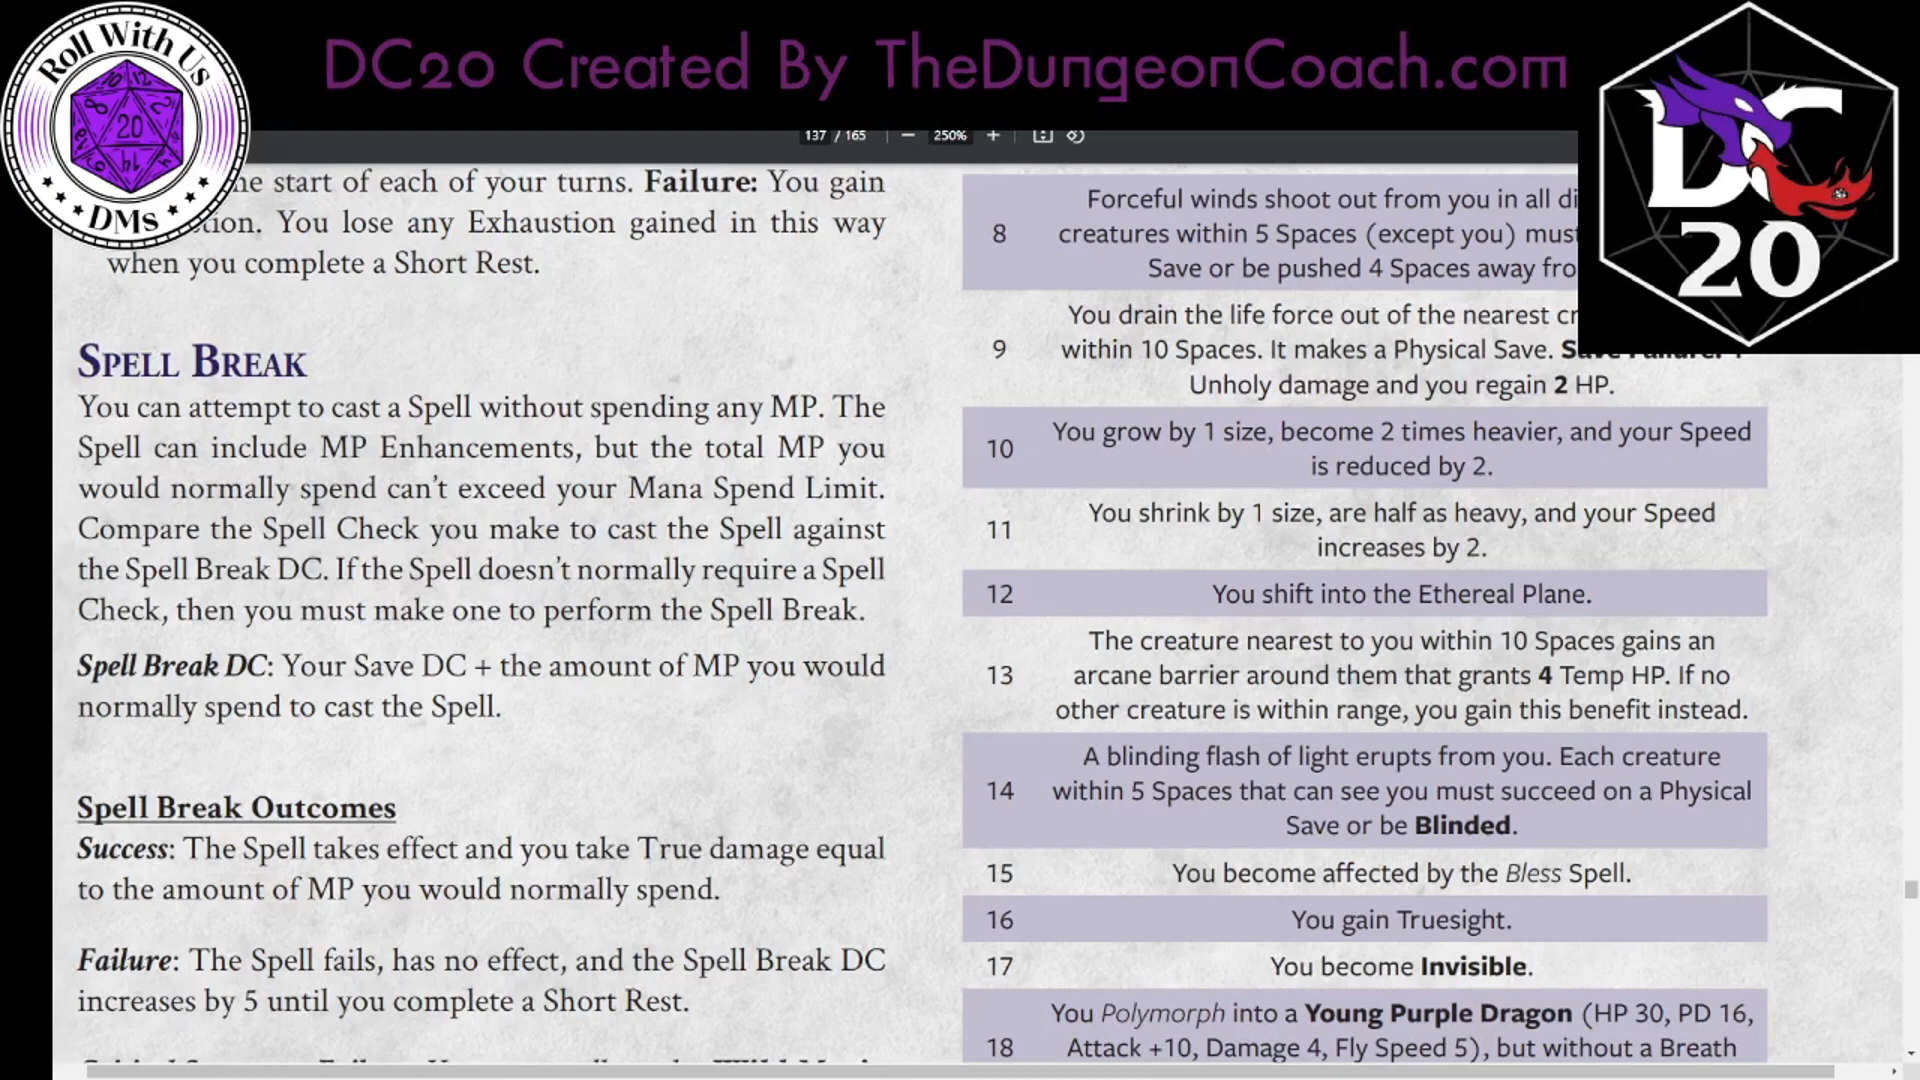 Roll With Us
20
DMs
DC20 Created By TheDungeonCoach.com
DC
20
137 / 165 — 250% +
he start of each of your turns. Failure: You gain
tion. You lose any Exhaustion gained in this way
when you complete a Short Rest.
SPELL BREAK
You can attempt to cast a Spell without spending any MP. The
Spell can include MP Enhancements, but the total MP you
would normally spend can't exceed your Mana Spend Limit.
Compare the Spell Check you make to cast the Spell against
the Spell Break DC. If the Spell doesn't normally require a Spell
Check, then you must make one to perform the Spell Break.
Spell Break DC: Your Save DC + the amount of MP you would
normally spend to cast the Spell.
Spell Break Outcomes
Success: The Spell takes effect and you take True damage equal
to the amount of MP you would normally spend.
Failure: The Spell fails, has no effect, and the Spell Break DC
increases by 5 until you complete a Short Rest.
Forceful winds shoot out from you in all di
8 creatures within 5 Spaces (except you) must
Save or be pushed 4 Spaces away fro
You drain the life force out of the nearest cr
9 within 10 Spaces. It makes a Physical Save. Save Failure:
Unholy damage and you regain 2 HP.
You grow by 1 size, become 2 times heavier, and your Speed
10
is reduced by 2.
You shrink by 1 size, are half as heavy, and your Speed
11
increases by 2.
12 You shift into the Ethereal Plane.
The creature nearest to you within 10 Spaces gains an
13 arcane barrier around them that grants 4 Temp HP. If no
other creature is within range, you gain this benefit instead.
A blinding flash of light erupts from you. Each creature
14 within 5 Spaces that can see you must succeed on a Physical
Save or be Blinded.
15 You become affected by the Bless Spell.
16 You gain Truesight.
17 You become Invisible.
You Polymorph into a Young Purple Dragon (HP 30, PD 16,
18 Attack +10, Damage 4, Fly Speed 5), but without a Breath